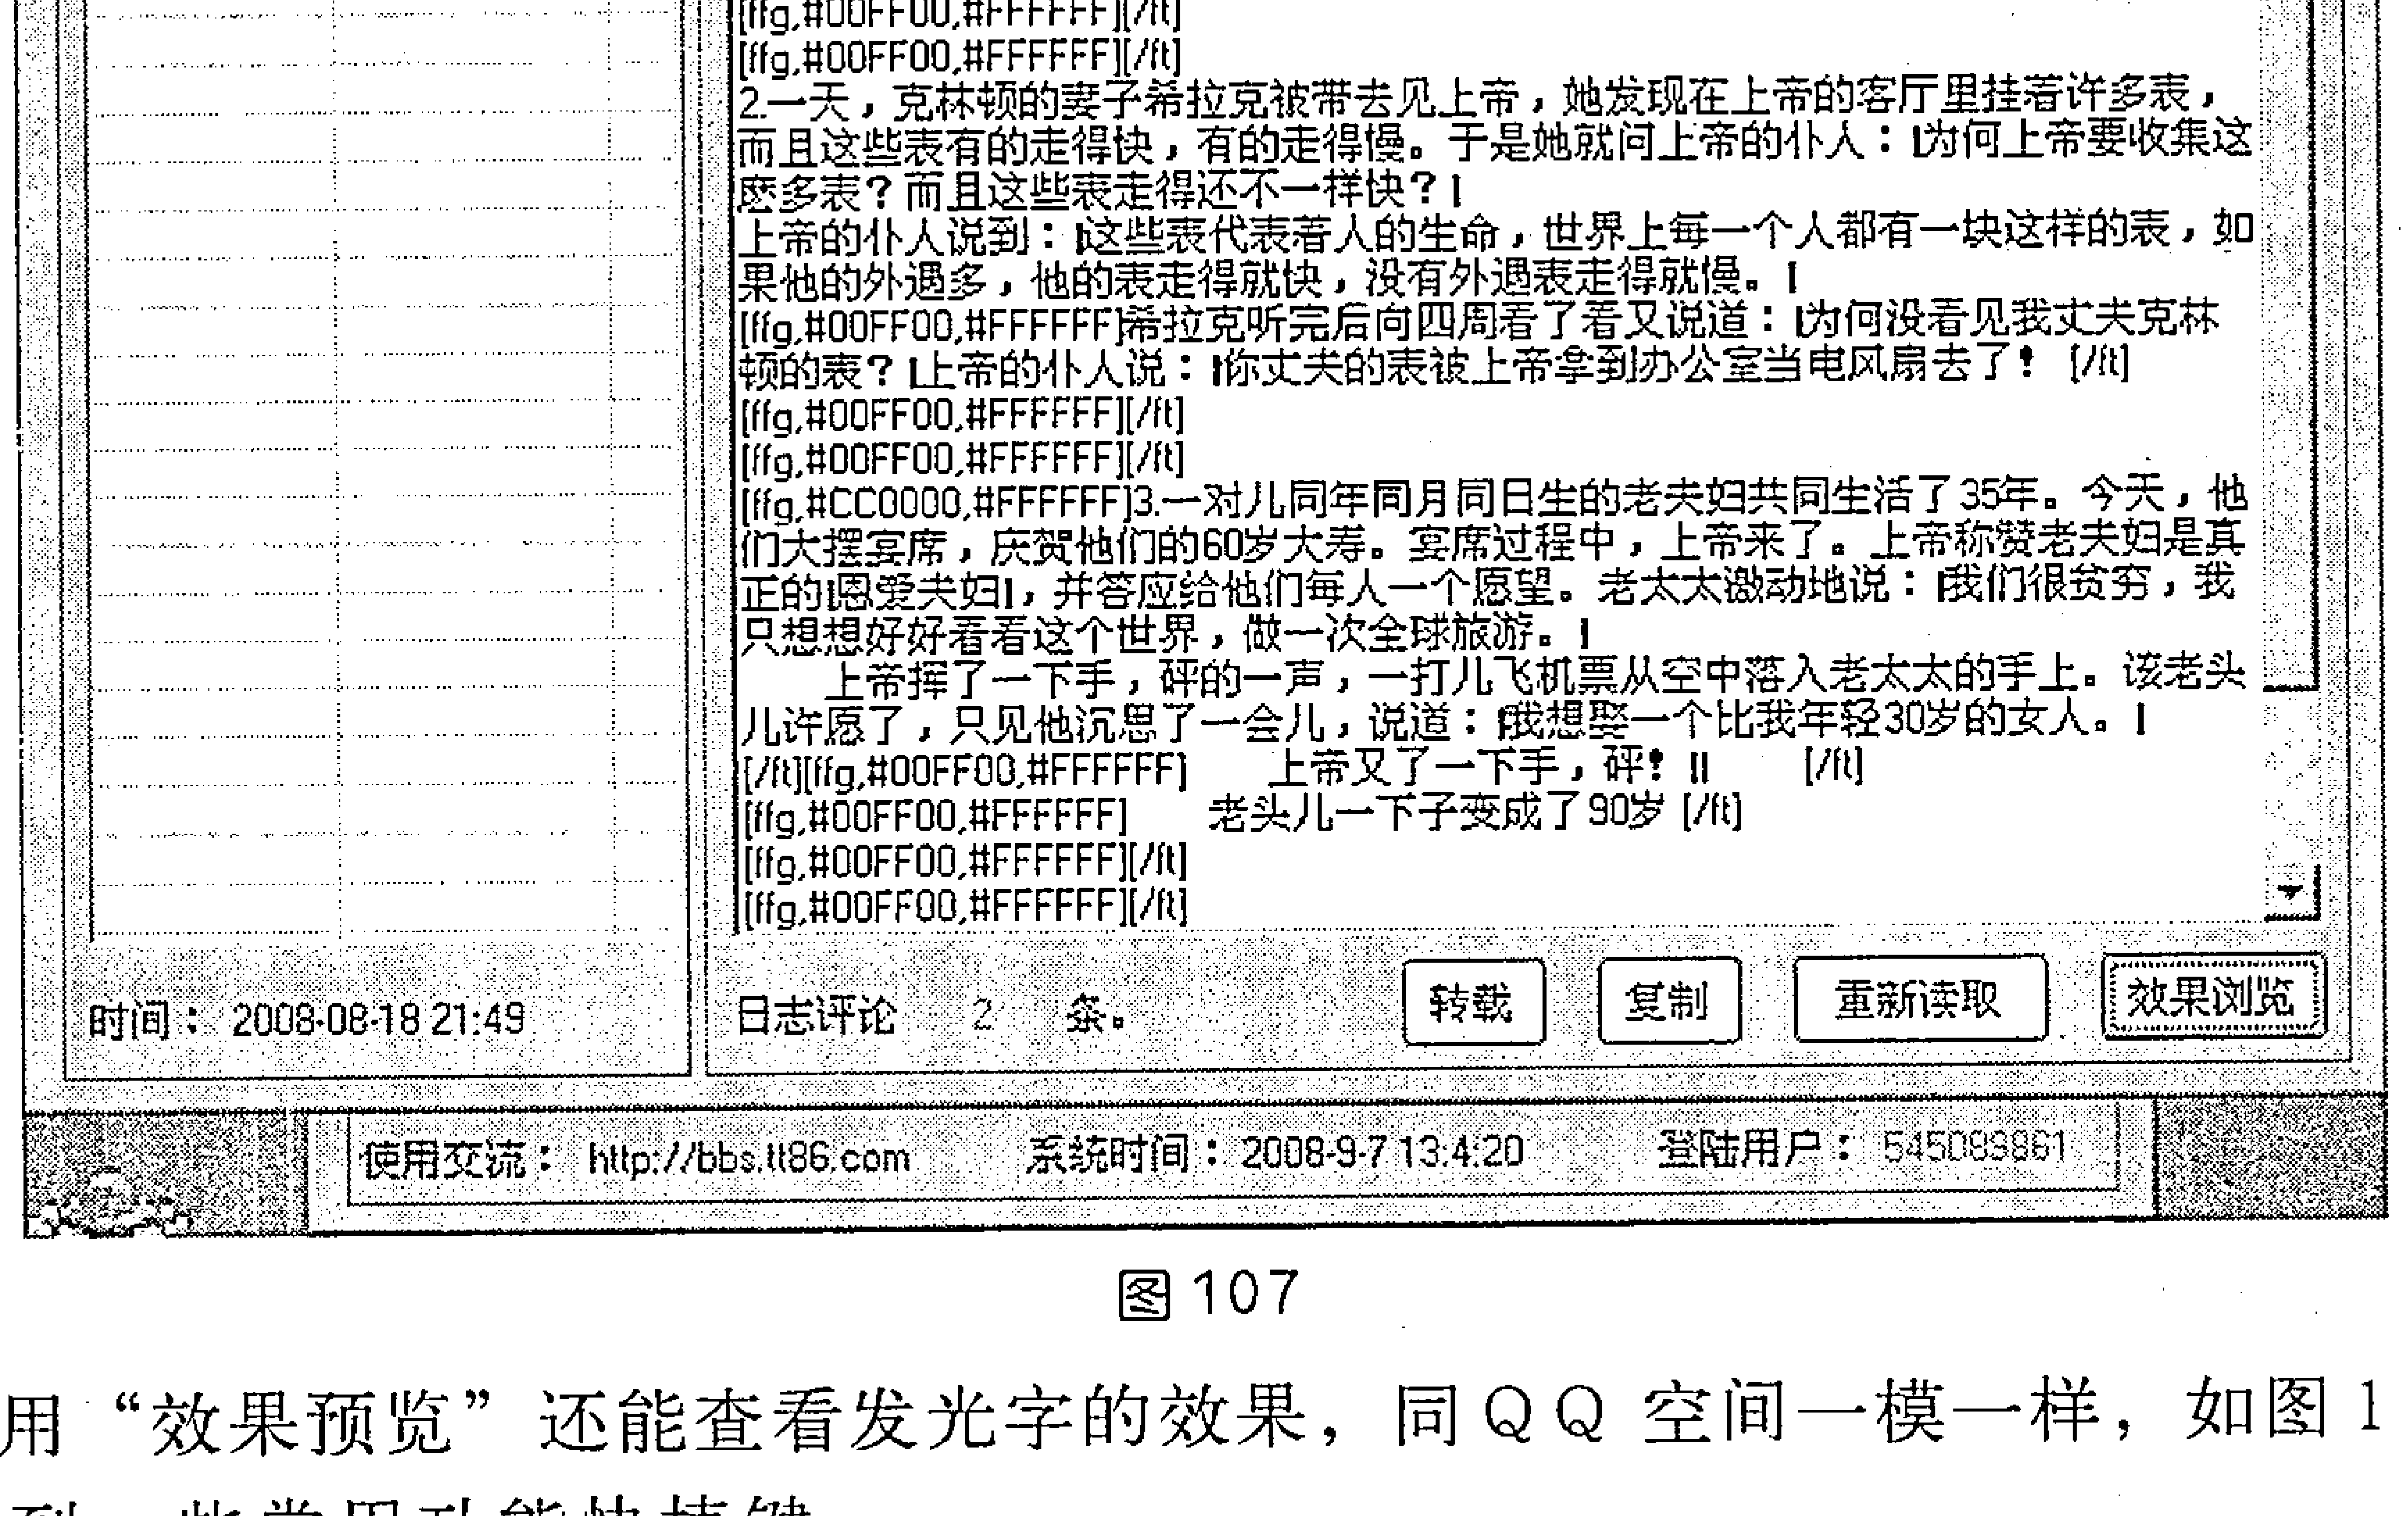 [ffg,#00FF00,#FFFFFF][/ft]
[ffg,#00FF00,#FFFFFF][/ft]
2.一天，克林顿的妻子希拉克被带去见上帝，她发现在上帝的客厅里挂着许多表，
而且这些表有的走得快，有的走得慢。于是她就问上帝的仆人：|为何上帝要收集这
么多表？而且这些表走得还不一样快？|
上帝的仆人说到：|这些表代表着人的生命，世界上每一个人都有一块这样的表，如
果他的外遇多，他的表走得就快，没有外遇表走得就慢。|
[ffg,#00FF00,#FFFFFF]希拉克听完后向四周看了看又说道：|为何没看见我丈夫克林
顿的表？|上帝的仆人说：|你丈夫的表被上帝拿到办公室当电风扇去了！ [/ft]
[ffg,#00FF00,#FFFFFF][/ft]
[ffg,#00FF00,#FFFFFF][/ft]
[ffg,#CC0000,#FFFFFF]3.一对儿同年同月同日生的老夫妇共同生活了35年。今天，他
们大摆宴席，庆贺他们的60岁大寿。宴席过程中，上帝来了。上帝称赞老夫妇是真
正的|恩爱夫妇|，并答应给他们每人一个愿望。老太太激动地说：|我们很贫穷，我
只想想好好看看这个世界，做一次全球旅游。|
上帝挥了一下手，砰的一声，一打儿飞机票从空中落入老太太的手上。该老头
儿许愿了，只见他沉思了一会儿，说道：|我想娶一个比我年轻30岁的女人。|
[/ft][ffg,#00FF00,#FFFFFF] 上帝又了一下手，砰！|| [/ft]
[ffg,#00FF00,#FFFFFF] 老头儿一下子变成了90岁 [/ft]
[ffg,#00FF00,#FFFFFF][/ft]
[ffg,#00FF00,#FFFFFF][/ft]
时间： 2008-08-18 21:49 日志评论 2 条。 转载 复制 重新读取 效果浏览
使用交流： http://bbs.tt86.com 系统时间：2008-9-7 13:4:20 登陆用户： 545089861
图 107
用“效果预览”还能查看发光字的效果，同QQ 空间一模一样，如图 1